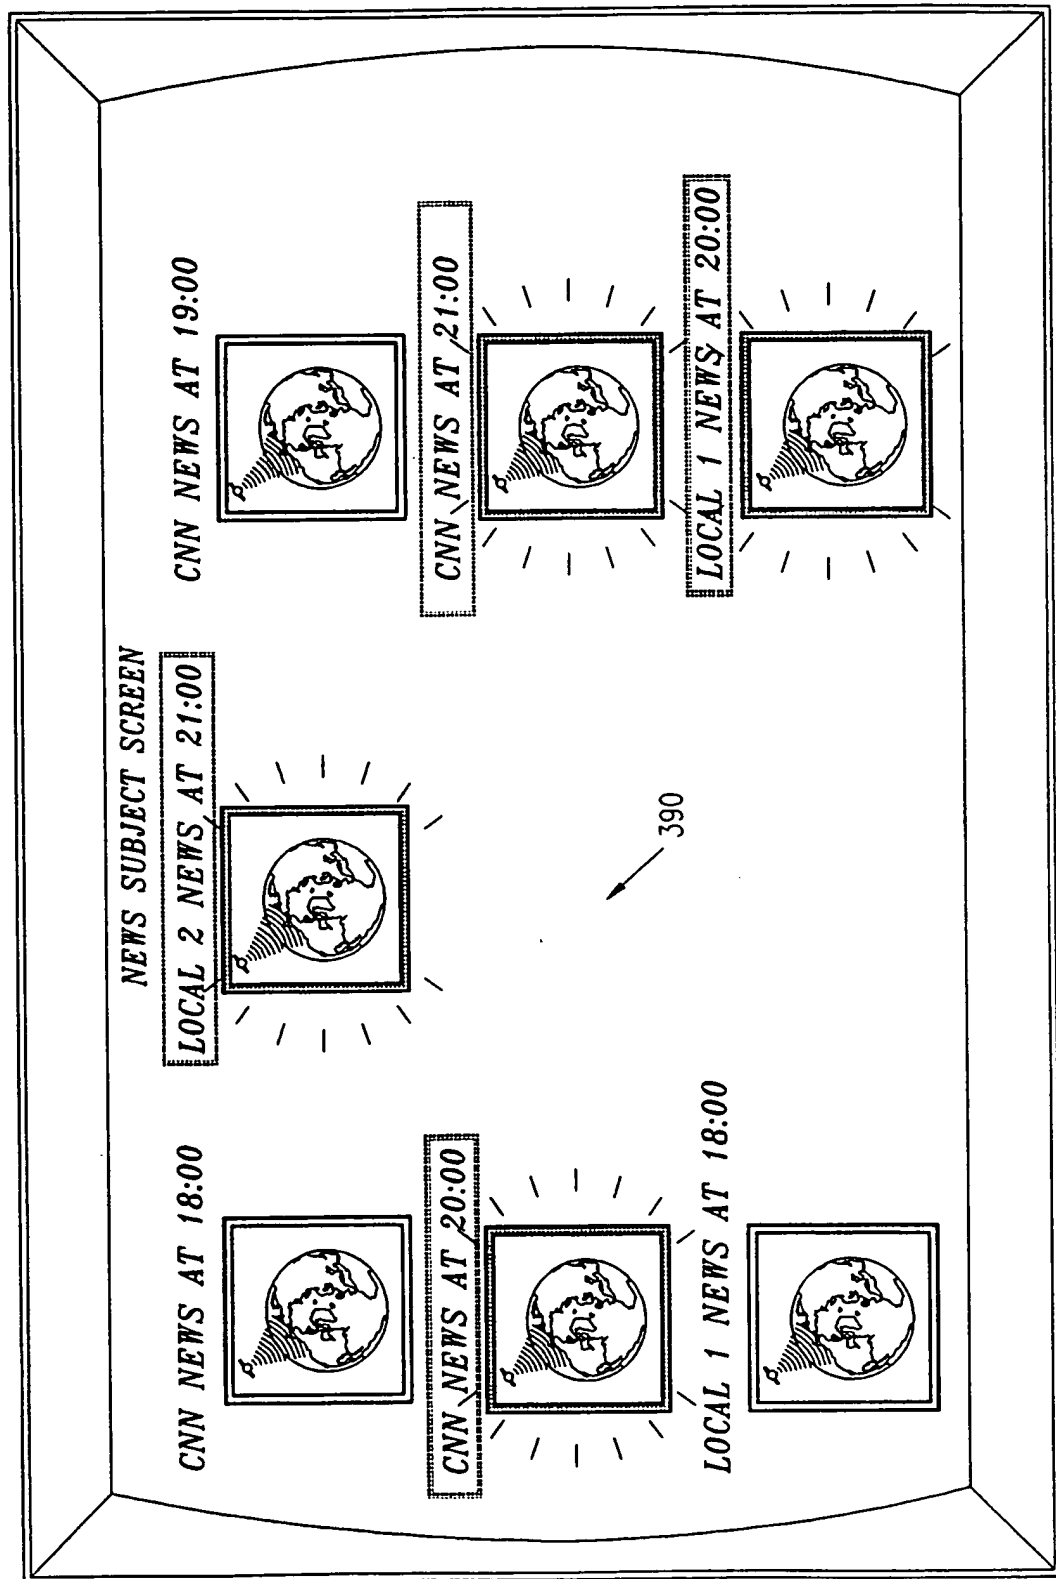 NEWS SUBJECT SCREEN
CNN NEWS AT 18:00
LOCAL 2 NEWS AT 21:00
CNN NEWS AT 19:00
CNN NEWS AT 20:00
CNN NEWS AT 21:00
LOCAL 1 NEWS AT 18:00
LOCAL 1 NEWS AT 20:00
390